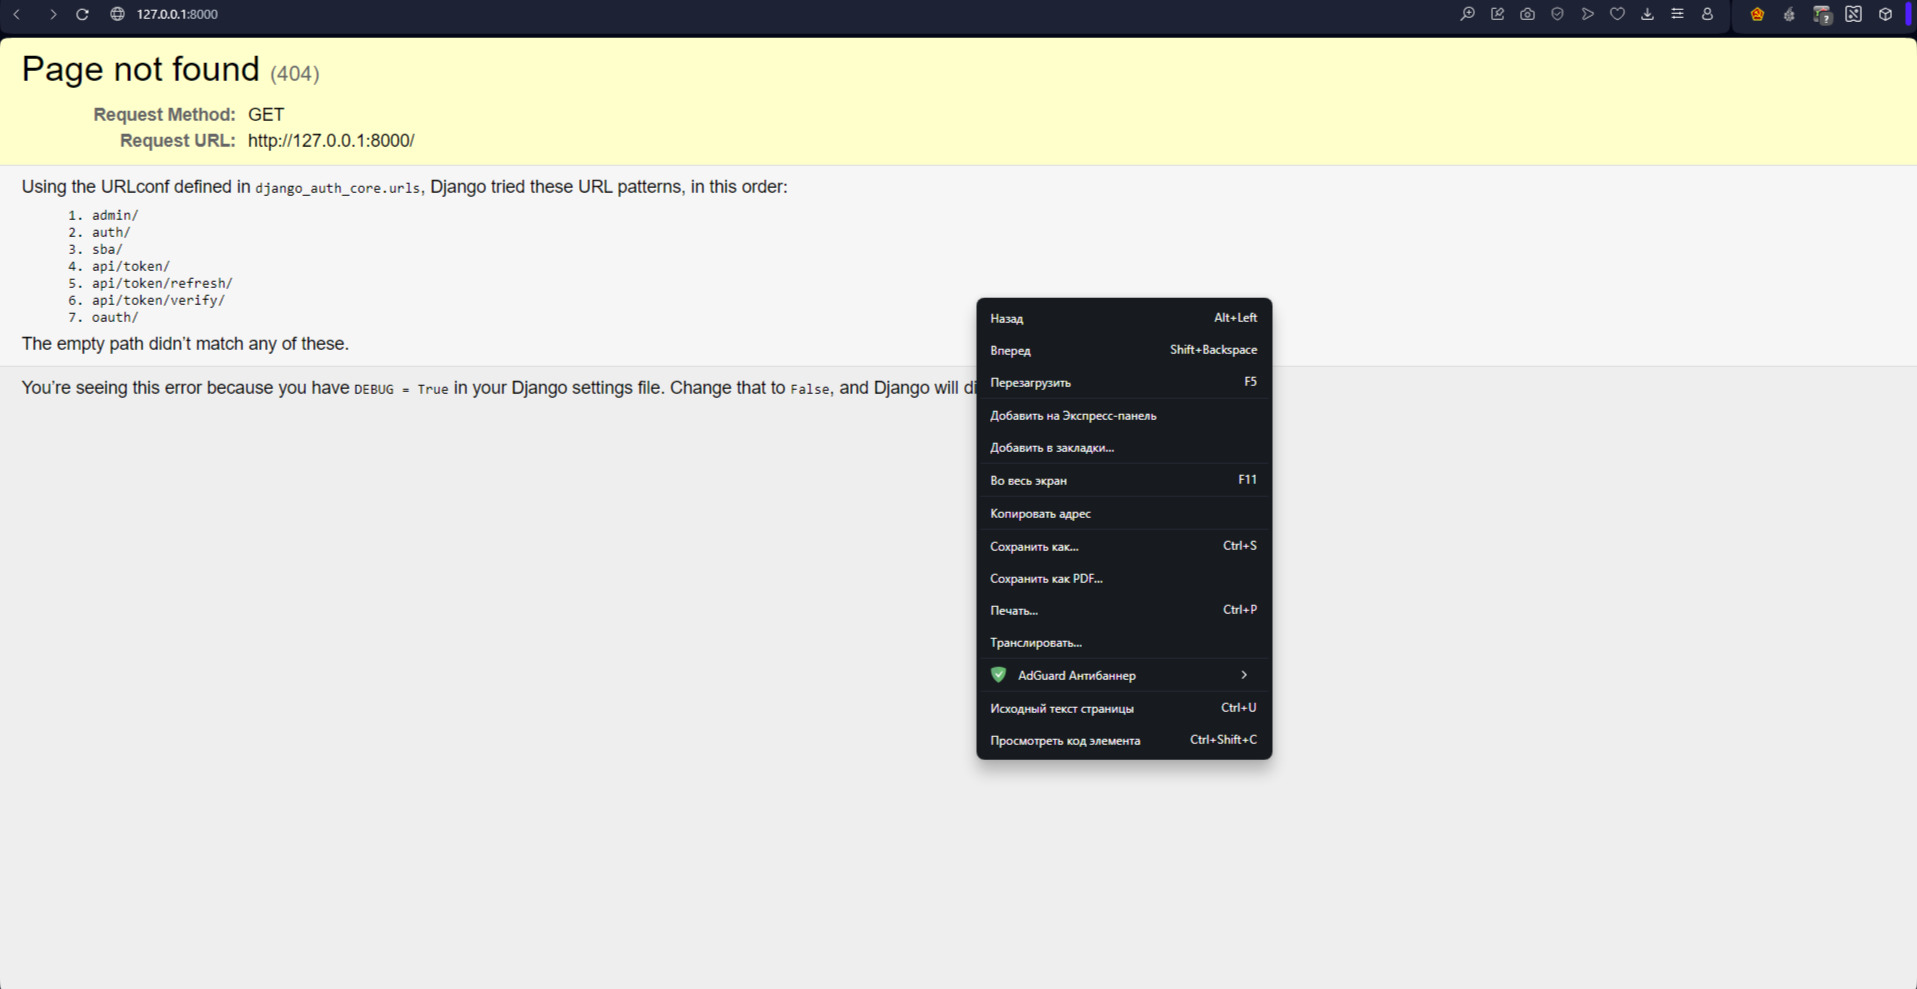 127.0.0.1:8000
Page not found (404)
Request Method: GET
Request URL: http://127.0.0.1:8000/
Using the URLconf defined in django_auth_core.urls, Django tried these URL patterns, in this order:
1. admin/
2. auth/
3. sba/
4. api/token/
5. api/token/refresh/
6. api/token/verify/
7. oauth/
The empty path didn’t match any of these.
You’re seeing this error because you have DEBUG = True in your Django settings file. Change that to False, and Django will di
Назад Alt+Left
Вперед Shift+Backspace
Перезагрузить F5
Добавить на Экспресс-панель
Добавить в закладки...
Во весь экран F11
Копировать адрес
Сохранить как... Ctrl+S
Сохранить как PDF...
Печать... Ctrl+P
Транслировать...
AdGuard Антибаннер
Исходный текст страницы Ctrl+U
Просмотреть код элемента Ctrl+Shift+C